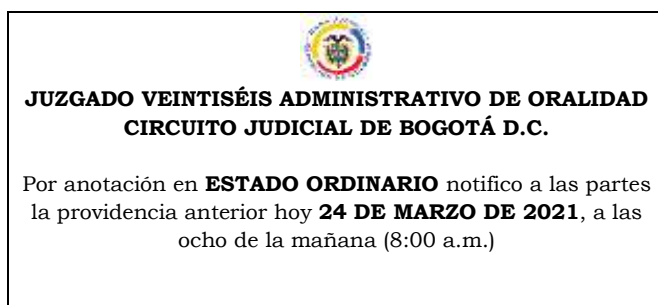 JUZGADO VEINTISÉIS ADMINISTRATIVO DE ORALIDAD
CIRCUITO JUDICIAL DE BOGOTÁ D.C.
Por anotación en ESTADO ORDINARIO notifico a las partes
la providencia anterior hoy 24 DE MARZO DE 2021, a las
ocho de la mañana (8:00 a.m.)